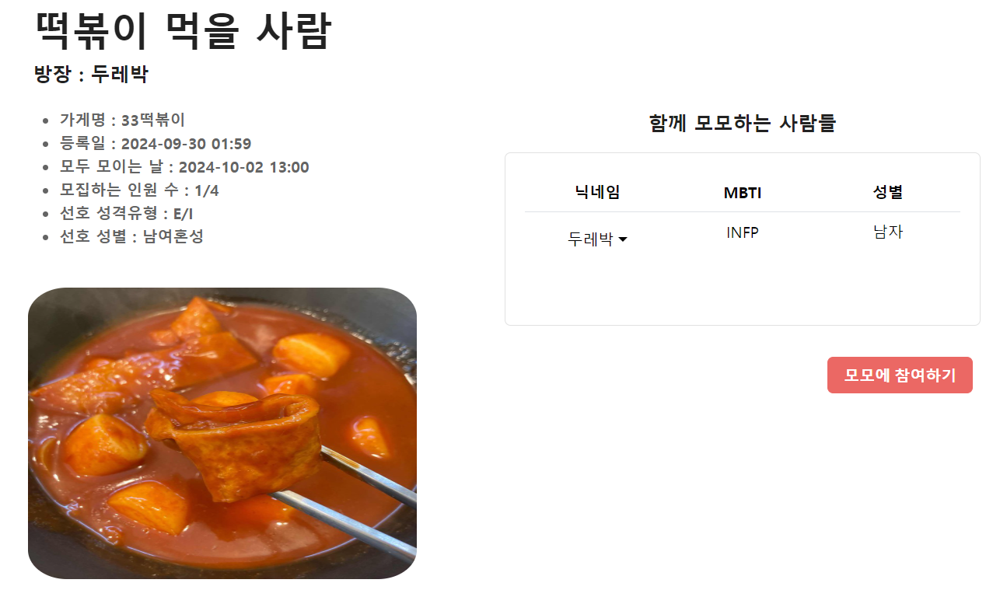 떡볶이 먹을 사람
방장 : 두레박
가게명 : 33떡볶이
등록일 : 2024-09-30 01:59
모두 모이는 날 : 2024-10-02 13:00
모집하는 인원 수 : 1/4
선호 성격유형 : E/I
선호 성별 : 남여혼성
함께 모모하는 사람들
닉네임 MBTI 성별
두레박 INFP 남자
모모에 참여하기